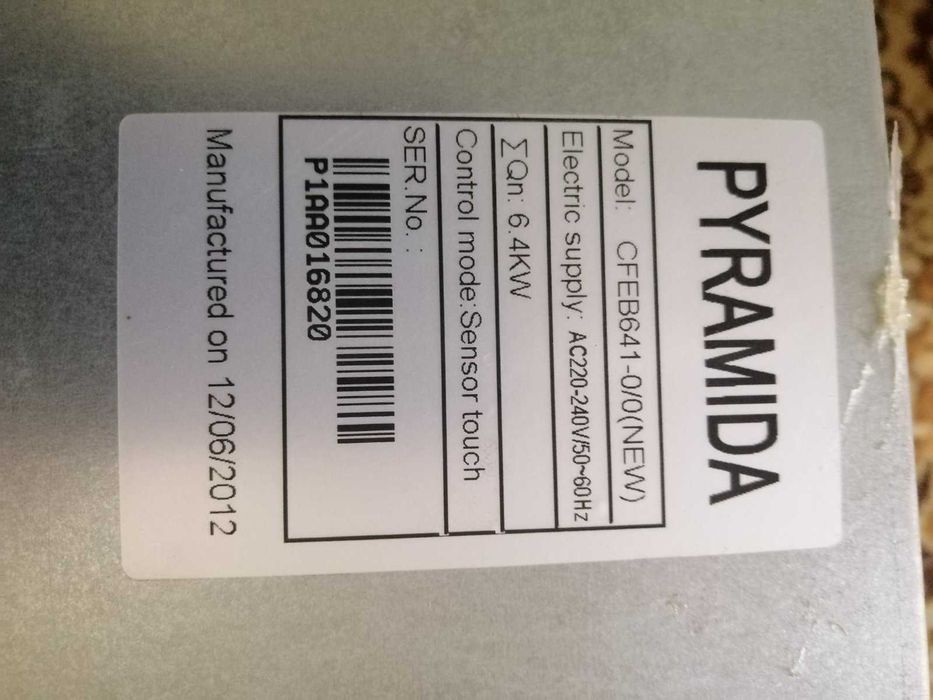 PYRAMIDA
Model: CFEB641-0/0(NEW)
Electric supply: AC220-240V/50~60Hz
∑Qn: 6.4KW
Control mode:Sensor touch
SER.No. :
P1AA016820
Manufactured on 12/06/2012